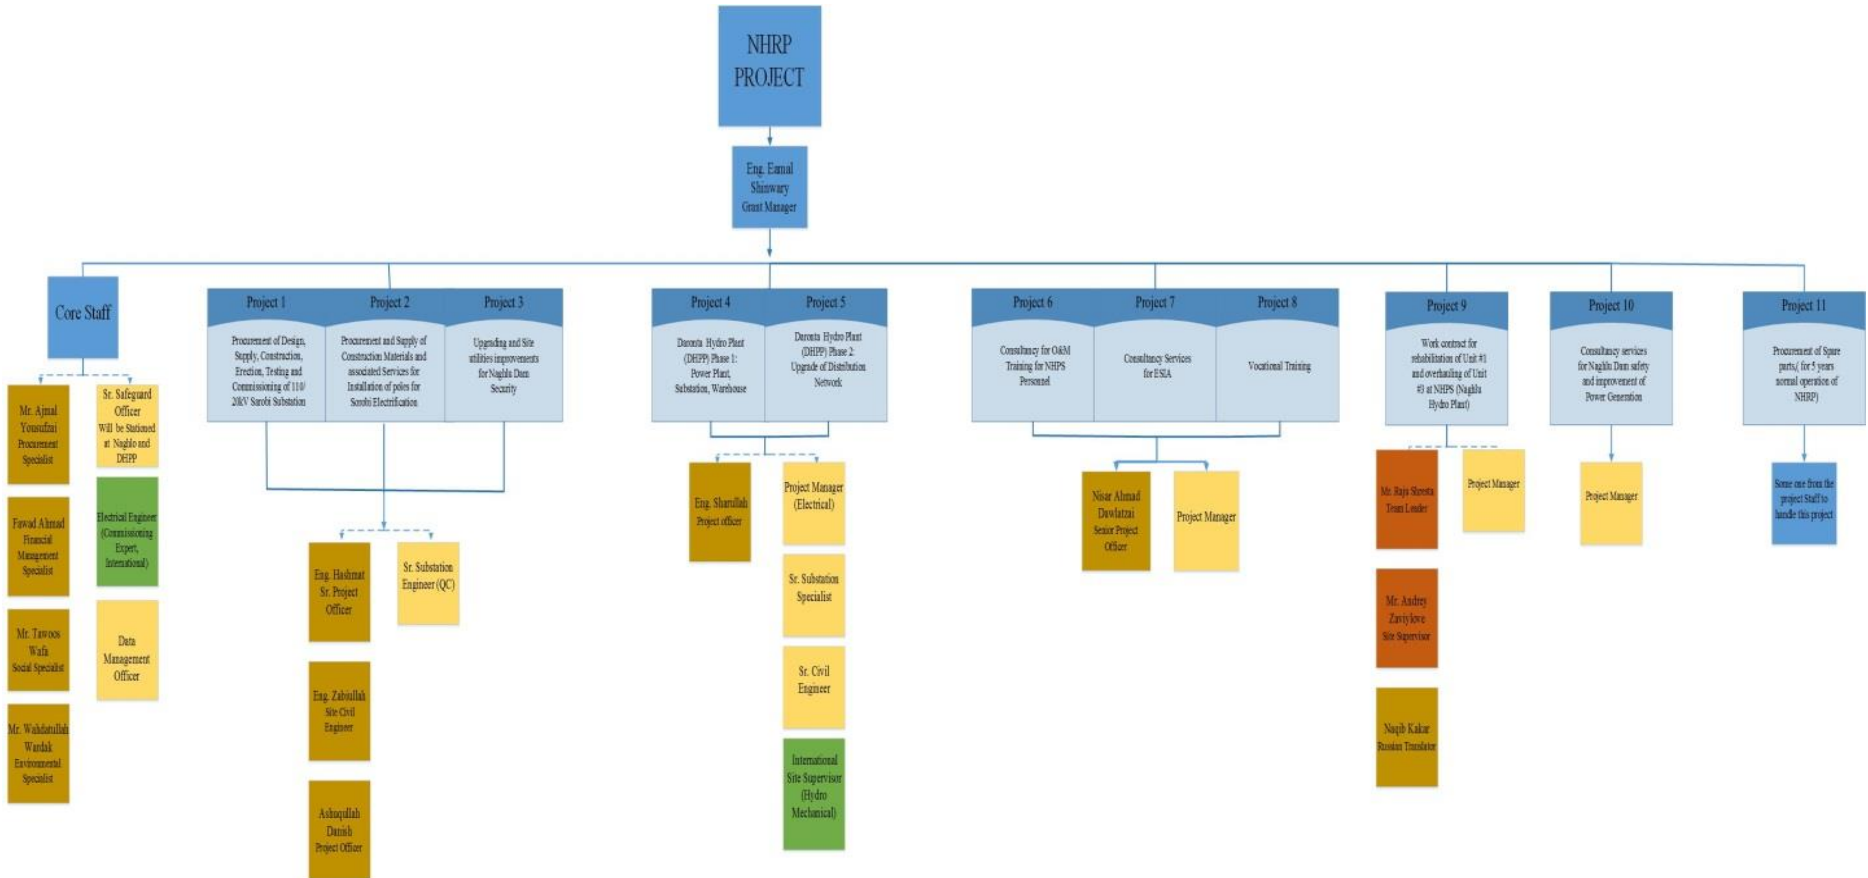 NHRP
PROJECT
Eng. Eamal
Shinwary
Grant Manager
Core Staff
Mr. Ajmal
Yousufzai
Procurement
Specialist
Fawad Ahmad
Financial
Management
Specialist
Mr. Tawoos
Wafa
Social Specialist
Mr. Wahdatullah
Wardak
Environmental
Specialist
Sr. Safeguard
Officer
Will be Stationed
at Naghlo and
DHPP
Electrical Engineer
(Commissioning
Expert,
International)
Data
Management
Officer
Project 1
Procurement of Design,
Supply, Construction,
Erection, Testing and
Commissioning of 110/
20kV Sarobi Substation
Project 2
Procurement and Supply of
Construction Materials and
associated Services for
Installation of poles for
Sorobi Electrification
Project 3
Upgrading and Site
utilities improvements
for Naghlu Dam
Security
Eng. Hashmat
Sr. Project
Officer
Eng. Zabiullah
Site Civil
Engineer
Ashuqullah
Danish
Project Officer
Sr. Substation
Engineer (QC)
Project 4
Daronta Hydro Plant
(DHPP) Phase 1:
Power Plant,
Substation, Warehouse
Project 5
Daronta Hydro Plant
(DHPP) Phase 2:
Upgrade of Distribution
Network
Eng. Sharullah
Project officer
Project Manager
(Electrical)
Sr. Substation
Specialist
Sr. Civil
Engineer
International
Site Supervisor
(Hydro
Mechanical)
Project 6
Consultancy for O&M
Training for NHPS
Personnel
Project 7
Consultancy Services
for ESIA
Project 8
Vocational Training
Nisar Ahmad
Dawlatzai
Senior Project
Officer
Project Manager
Project 9
Work contract for
rehabilitation of Unit #1
and overhauling of Unit
#3 at NHPS (Naghlu
Hydro Plant)
Mr. Raju Shresta
Team Leader
Mr. Andrey
Zaviylove
Site Supervisor
Naqib Kakar
Russian Translator
Project Manager
Project 10
Consultancy services
for Naghlu Dam safety
and improvement of
Power Generation
Project Manager
Project 11
Procurement of Spare
parts,( for 5 years
normal operation of
NHRP)
Some one from the
project Staff to
handle this project